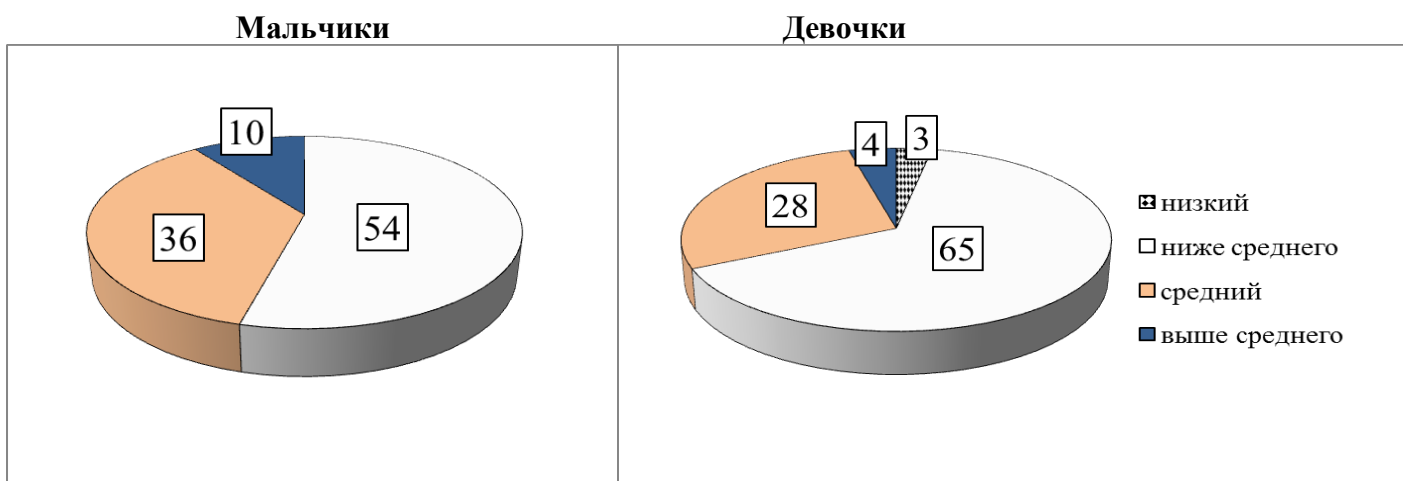 Мальчики
Девочки
10
36
54
4
3
28
65
низкий
ниже среднего
средний
выше среднего